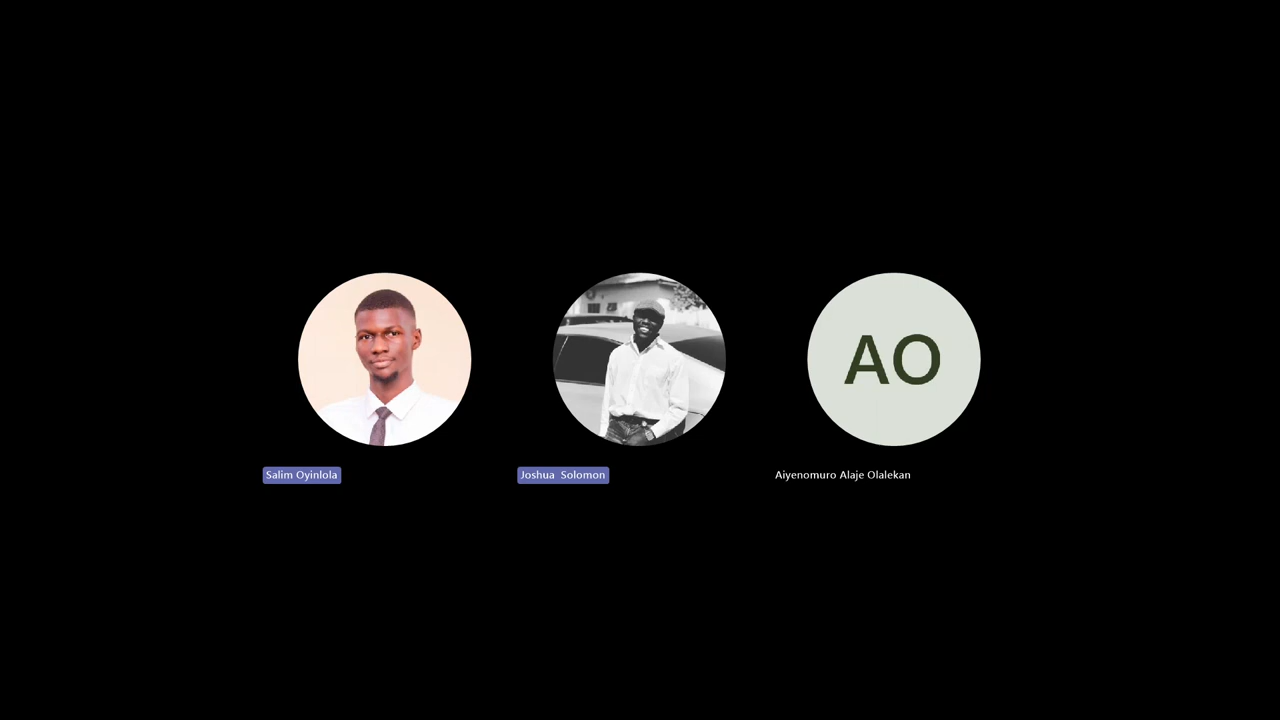 AO
Salim Oyinlola
Joshua  Solomon
Aiyenomuro Alaje Olalekan